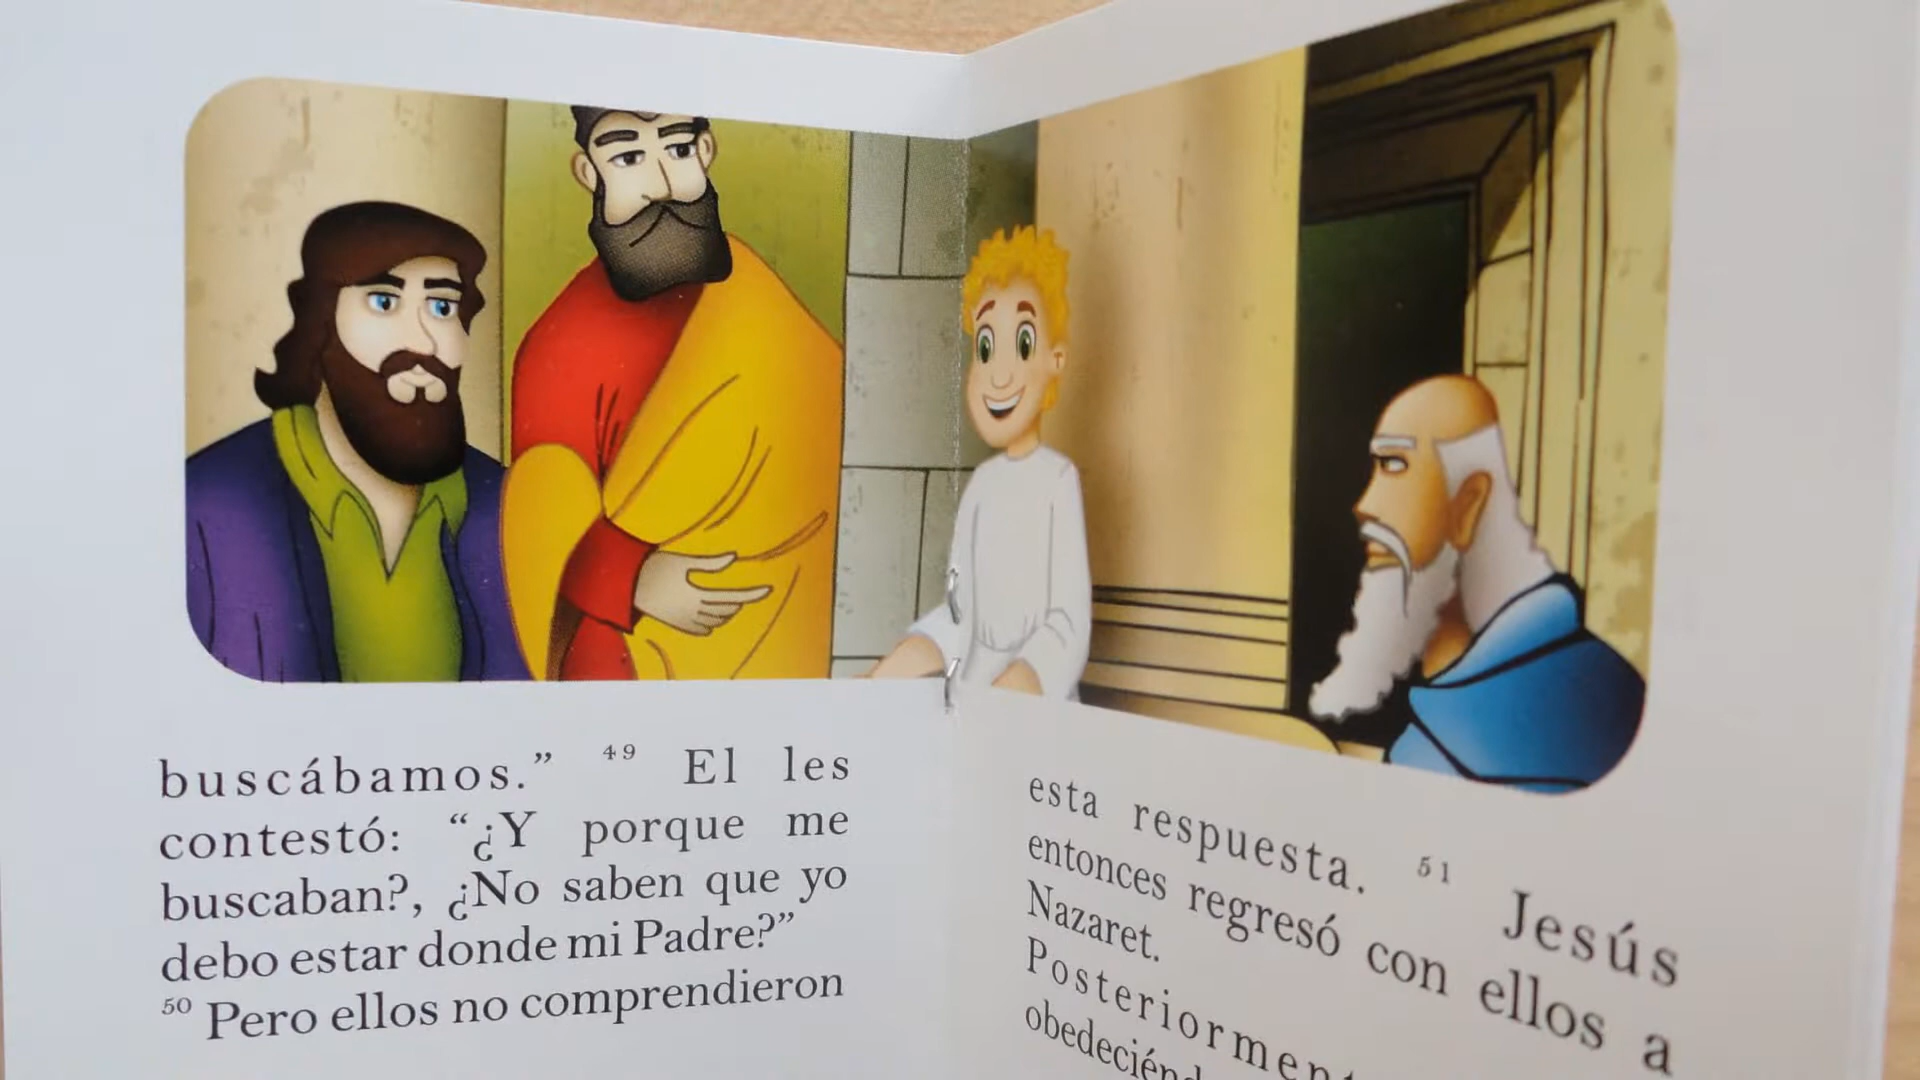 buscábamos.” 49 El les
contestó: “¿Y porque me
buscaban?, ¿No saben que yo
debo estar donde mi Padre?”
50 Pero ellos no comprendieron
esta respuesta. 51 Jesús
entonces regresó con ellos a
Nazaret.